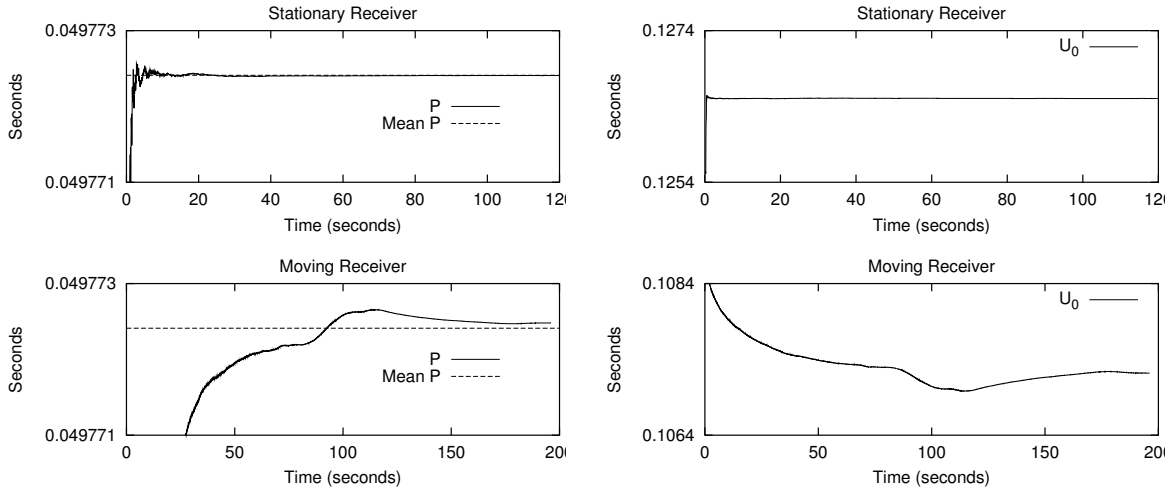 Stationary Receiver
0.049773
Seconds
P
Mean P
0.049771
0 20 40 60 80 100 120
Time (seconds)
Stationary Receiver
0.1274
Seconds
U0
0.1254
0 20 40 60 80 100 120
Time (seconds)
Moving Receiver
0.049773
Seconds
P
Mean P
0.049771
0 50 100 150 200
Time (seconds)
Moving Receiver
0.1084
Seconds
U0
0.1064
0 50 100 150 200
Time (seconds)